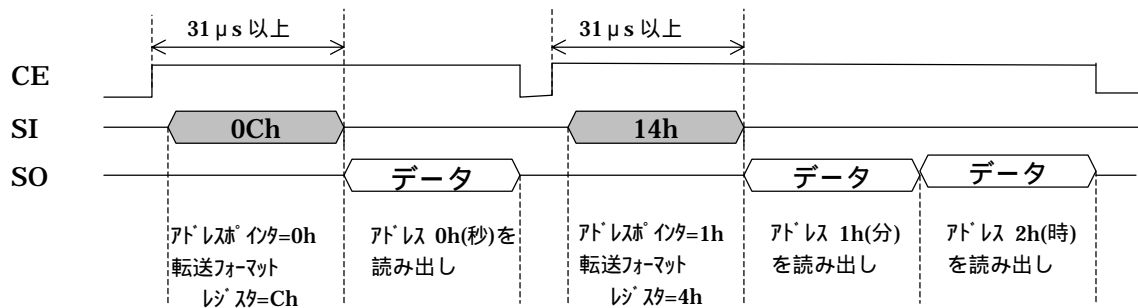 31μs 以上 31μs 以上
CE
SI 0Ch 14h
SO データ データ データ
ｱﾄﾞﾚｽﾎﾟｲﾝﾀ=0h
転送ﾌｫｰﾏｯﾄ
ﾚｼﾞｽﾀ=Ch
ｱﾄﾞﾚｽ 0h(秒)を
読み出し
ｱﾄﾞﾚｽﾎﾟｲﾝﾀ=1h
転送ﾌｫｰﾏｯﾄ
ﾚｼﾞｽﾀ=4h
ｱﾄﾞﾚｽ 1h(分)
を読み出し
ｱﾄﾞﾚｽ 2h(時)
を読み出し